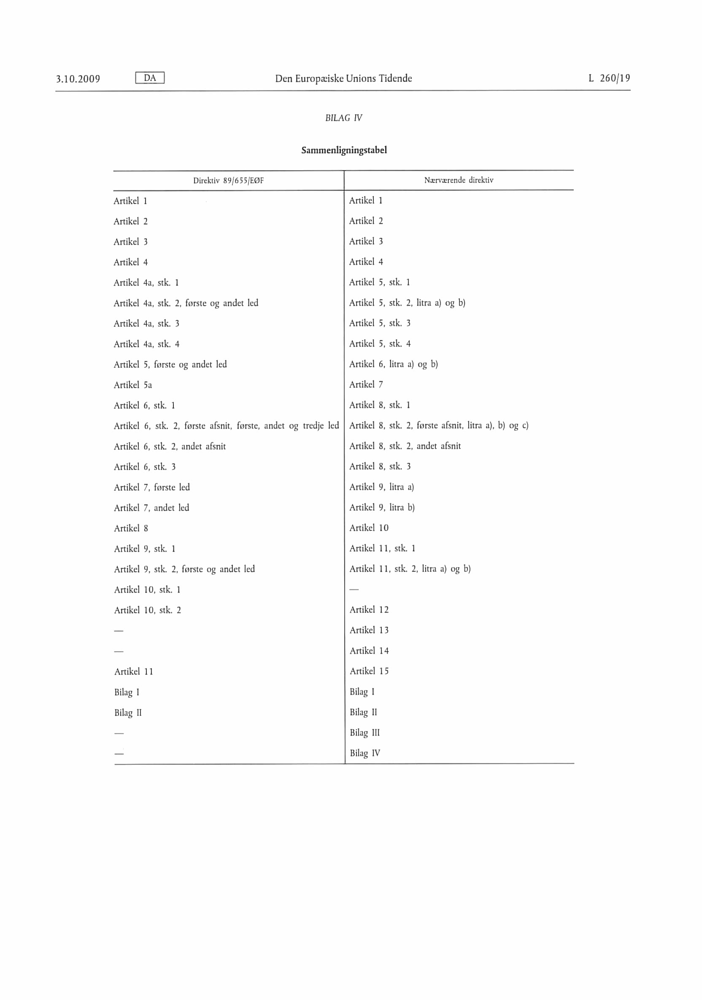 3.10.2009 DA Den Europæiske Unions Tidende L 260/19
BILAG IV
Sammenligningstabel
Direktiv 89/655/EØF Nærværende direktiv
Artikel 1 Artikel 1
Artikel 2 Artikel 2
Artikel 3 Artikel 3
Artikel 4 Artikel 4
Artikel 4a, stk. 1 Artikel 5, stk. 1
Artikel 4a, stk. 2, første og andet led Artikel 5, stk. 2, litra a) og b)
Artikel 4a, stk. 3 Artikel 5, stk. 3
Artikel 4a, stk. 4 Artikel 5, stk. 4
Artikel 5, første og andet led Artikel 6, litra a) og b)
Artikel 5a Artikel 7
Artikel 6, stk. 1 Artikel 8, stk. 1
Artikel 6, stk. 2, første afsnit, første, andet og tredje led Artikel 8, stk. 2, første afsnit, litra a), b) og c)
Artikel 6, stk. 2, andet afsnit Artikel 8, stk. 2, andet afsnit
Artikel 6, stk. 3 Artikel 8, stk. 3
Artikel 7, første led Artikel 9, litra a)
Artikel 7, andet led Artikel 9, litra b)
Artikel 8 Artikel 10
Artikel 9, stk. 1 Artikel 11, stk. 1
Artikel 9, stk. 2, første og andet led Artikel 11, stk. 2, litra a) og b)
Artikel 10, stk. 1 —
Artikel 10, stk. 2 Artikel 12
— Artikel 13
— Artikel 14
Artikel 11 Artikel 15
Bilag I Bilag I
Bilag II Bilag II
— Bilag III
— Bilag IV